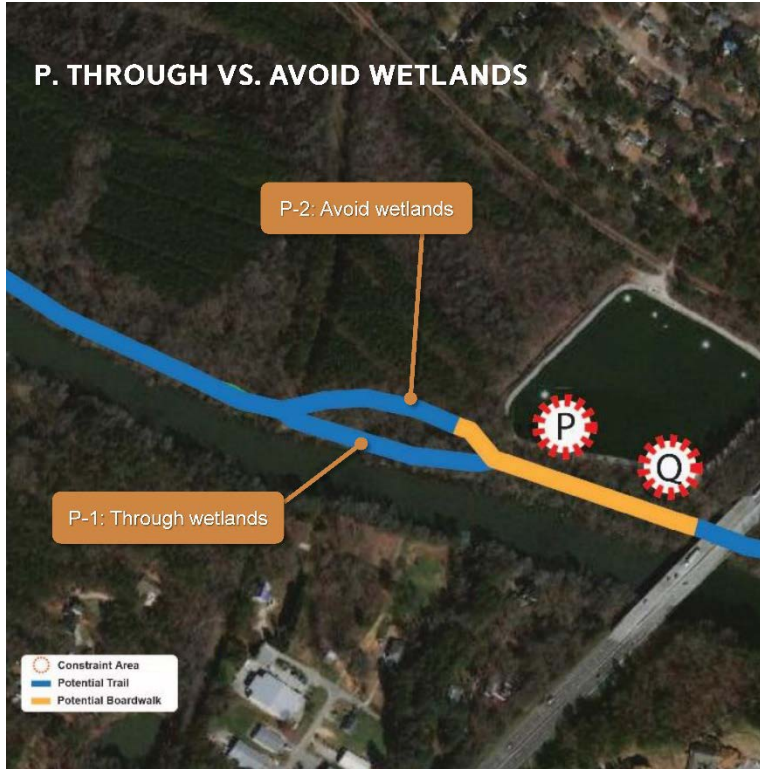 P. THROUGH VS. AVOID WETLANDS
P-2: Avoid wetlands
P
Q
P-1: Through wetlands
Constraint Area
Potential Trail
Potential Boardwalk